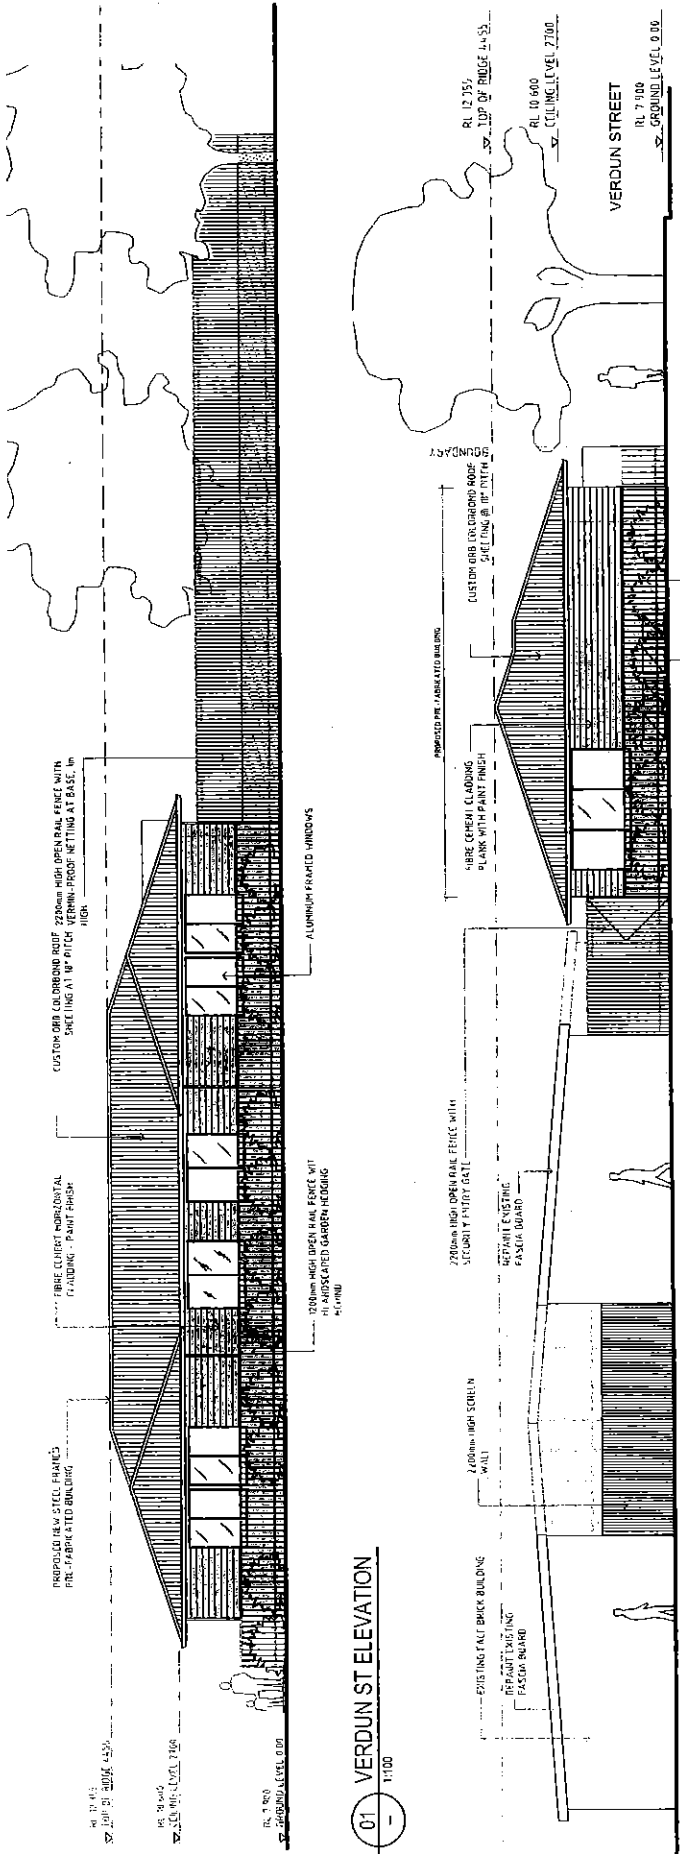 TOP OF RIDGE 4455
CEILING LEVEL 2700
RL 7 900
GROUND LEVEL 0.00
PROPOSED NEW STEEL FRAMED
PRE-FABRICATED BUILDING
FIBRE CEMENT HORIZONTAL
CLADDING - PAINT FINISH
CUSTOM ORB COLORBOND ROOF
SHEETING AT 10° PITCH
2200mm HIGH OPEN RAIL FENCE WITH
VERMIN-PROOF NETTING AT BASE, 1m
HIGH
1200mm HIGH OPEN RAIL FENCE WIT
LANDSCAPED GARDEN HEDGING
BEHIND
ALUMINUM FRAMED WINDOWS
01
VERDUN ST ELEVATION
-
1:100
EXISTING FACE BRICK BUILDING
REPAINT EXISTING
FASCIA BOARD
2200mm HIGH SCREEN
WALL
2200mm HIGH OPEN RAIL FENCE WITH
SECURITY ENTRY GATE
REPAINT EXISTING
FASCIA BOARD
PROPOSED PRE-FABRICATED BUILDING
FIBRE CEMENT CLADDING
PLANK WITH PAINT FINISH
CUSTOM ORB COLORBOND ROOF
SHEETING @ 10° PITCH
BOUNDARY
RL 12 355
TOP OF RIDGE 4455
RL 10 600
CEILING LEVEL 2700
VERDUN STREET
RL 7 900
GROUND LEVEL 0.00